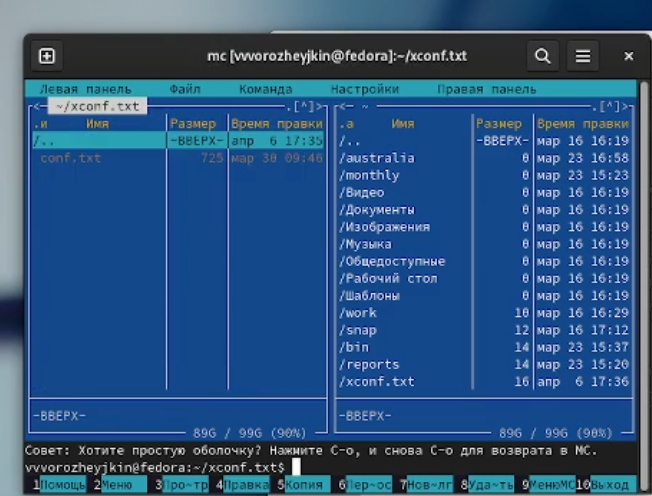 mc [vvvorozheyjkin@fedora]:~/xconf.txt
Левая панель Файл Команда Настройки Правая панель
<— ~/xconf.txt .[^]> <— ~ .[^]>
.и Имя Размер Время правки .а Имя Размер Время правки
/.. -ВВЕРХ- апр 6 17:35 /.. -ВВЕРХ- мар 16 16:19
conf.txt 725 мар 30 09:46 /australia 0 мар 23 16:58
/monthly 0 мар 23 15:23
/Видео 0 мар 16 16:19
/Документы 0 мар 16 16:19
/Изображения 0 мар 16 16:19
/Музыка 0 мар 16 16:19
/Общедоступные 0 мар 16 16:19
/Рабочий стол 0 мар 16 16:19
/Шаблоны 0 мар 16 16:19
/work 10 мар 16 16:29
/snap 12 мар 16 17:12
/bin 14 мар 23 15:37
/reports 14 мар 23 15:20
/xconf.txt 16 апр 6 17:36
-ВВЕРХ- -ВВЕРХ-
89G / 99G (90%) 89G / 99G (90%)
Совет: Хотите простую оболочку? Нажмите C-o, и снова C-o для возврата в MC.
vvvorozheyjkin@fedora:~/xconf.txt$
1Помощь 2Меню 3Про~тр 4Правка 5Копия 6Пер~ос 7Нов~лг 8Уда~ть 9МенюMC 10Выход